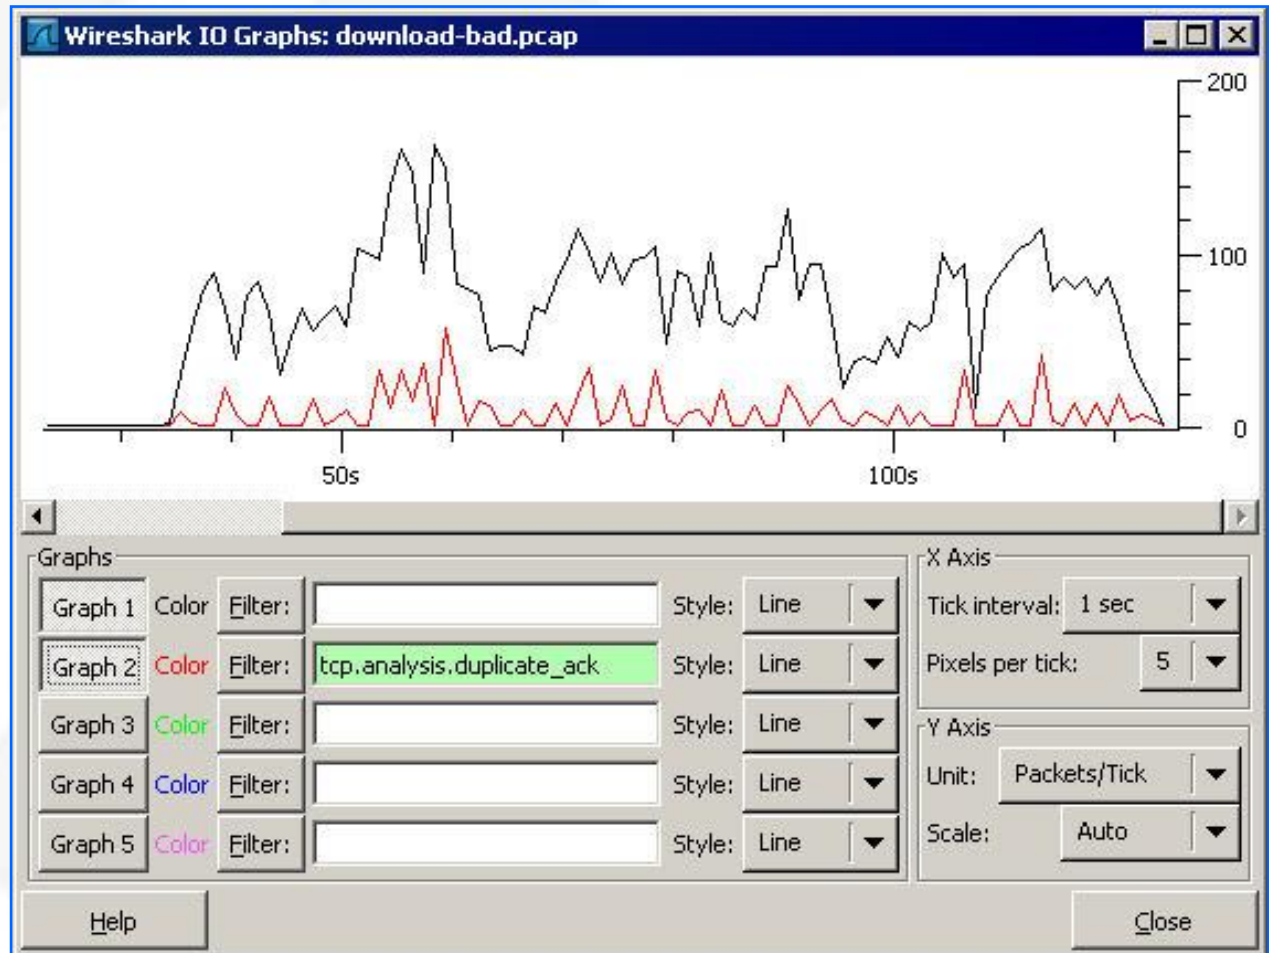 Wireshark IO Graphs: download-bad.pcap
200
100
0
50s
100s
Graphs
Graph 1 Color Filter: Style: Line
Graph 2 Color Filter: tcp.analysis.duplicate_ack Style: Line
Graph 3 Color Filter: Style: Line
Graph 4 Color Filter: Style: Line
Graph 5 Color Filter: Style: Line
X Axis
Tick interval: 1 sec
Pixels per tick: 5
Y Axis
Unit: Packets/Tick
Scale: Auto
Help
Close